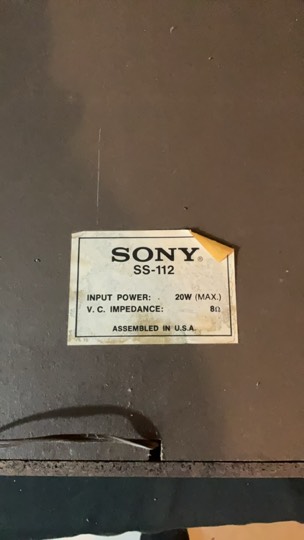 SONY®
SS-112
INPUT POWER: 20W (MAX.)
V. C. IMPEDANCE: 8Ω
ASSEMBLED IN U.S.A.